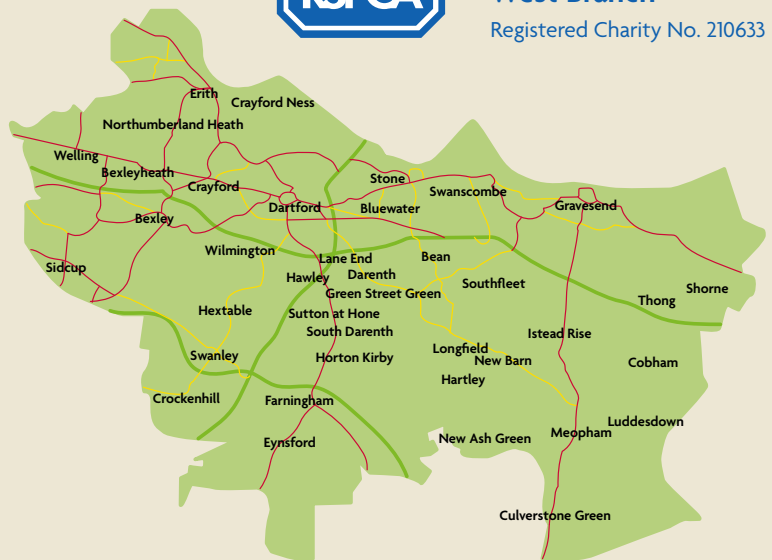 RSPCA
West Branch
Registered Charity No. 210633
Erith
Crayford Ness
Northumberland Heath
Welling
Bexleyheath
Crayford
Stone
Swanscombe
Dartford
Bluewater
Gravesend
Bexley
Wilmington
Lane End
Bean
Sidcup
Hawley
Darenth
Southfleet
Green Street Green
Shorne
Thong
Hextable
Sutton at Hone
South Darenth
Istead Rise
Swanley
Horton Kirby
Longfield
New Barn
Cobham
Hartley
Crockenhill
Farningham
Luddesdown
Eynsford
New Ash Green
Meopham
Culverstone Green